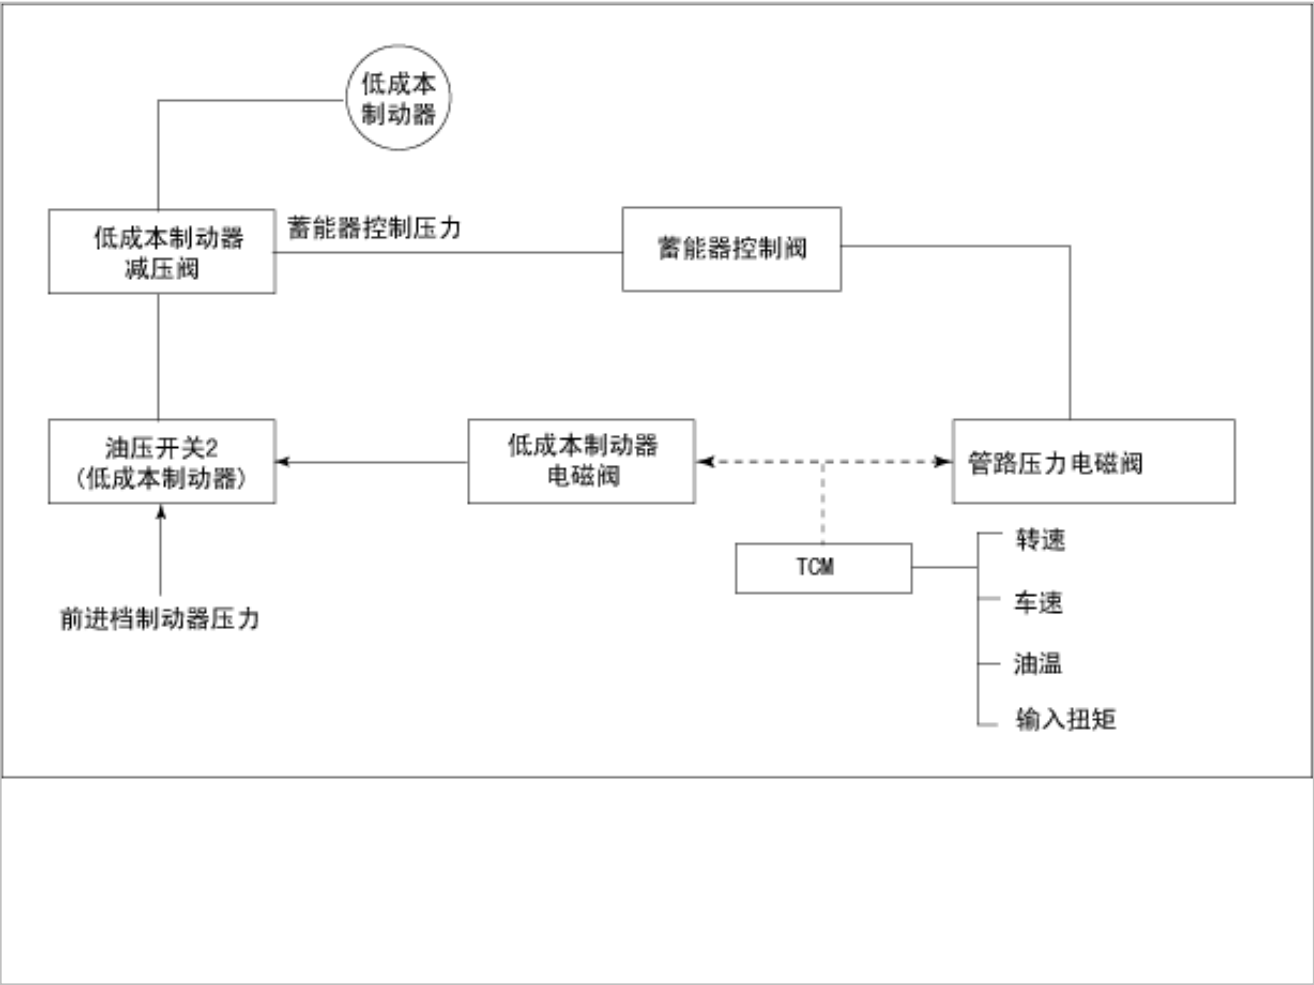 低成本
制动器
蓄能器控制压力
低成本制动器
减压阀
蓄能器控制阀
油压开关2
(低成本制动器)
低成本制动器
电磁阀
管路压力电磁阀
TCM
转速
车速
油温
输入扭矩
前进档制动器压力